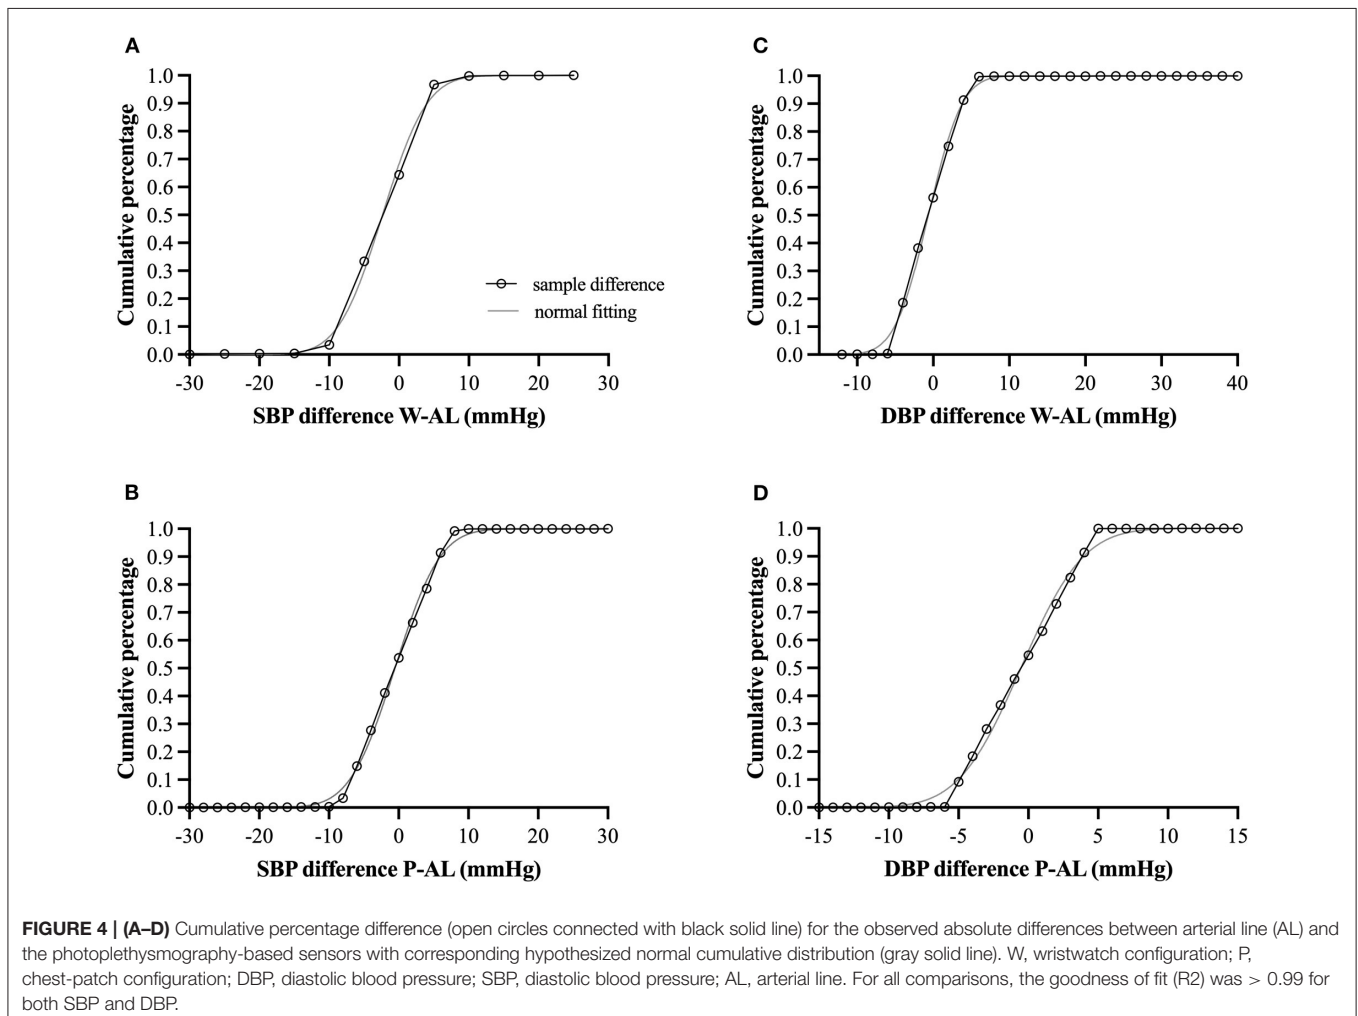 A
1.0
0.9
0.8
0.7
0.6
0.5
0.4
0.3
0.2
0.1
0.0
Cumulative percentage
-30 -20 -10 0 10 20 30
SBP difference W-AL (mmHg)
sample difference
normal fitting
C
1.0
0.9
0.8
0.7
0.6
0.5
0.4
0.3
0.2
0.1
0.0
Cumulative percentage
-10 0 10 20 30 40
DBP difference W-AL (mmHg)
B
1.0
0.9
0.8
0.7
0.6
0.5
0.4
0.3
0.2
0.1
0.0
Cumulative percentage
-30 -20 -10 0 10 20 30
SBP difference P-AL (mmHg)
D
1.0
0.9
0.8
0.7
0.6
0.5
0.4
0.3
0.2
0.1
0.0
Cumulative percentage
-15 -10 -5 0 5 10 15
DBP difference P-AL (mmHg)
FIGURE 4 | (A–D) Cumulative percentage difference (open circles connected with black solid line) for the observed absolute differences between arterial line (AL) and
the photoplethysmography-based sensors with corresponding hypothesized normal cumulative distribution (gray solid line). W, wristwatch configuration; P,
chest-patch configuration; DBP, diastolic blood pressure; SBP, diastolic blood pressure; AL, arterial line. For all comparisons, the goodness of fit (R2) was > 0.99 for
both SBP and DBP.